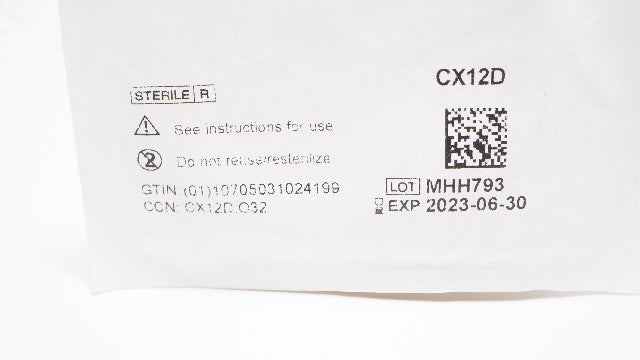 CX12D
STERILE R
See instructions for use
Do not reuse/resterilize
GTIN: (01)10705031024199
CCN: CX12D.O32
LOT MHH793
EXP 2023-06-30